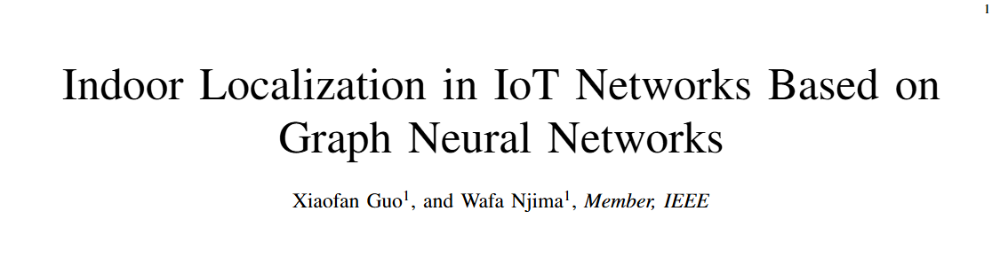 1
Indoor Localization in IoT Networks Based on
Graph Neural Networks
Xiaofan Guo¹, and Wafa Njima¹, Member, IEEE